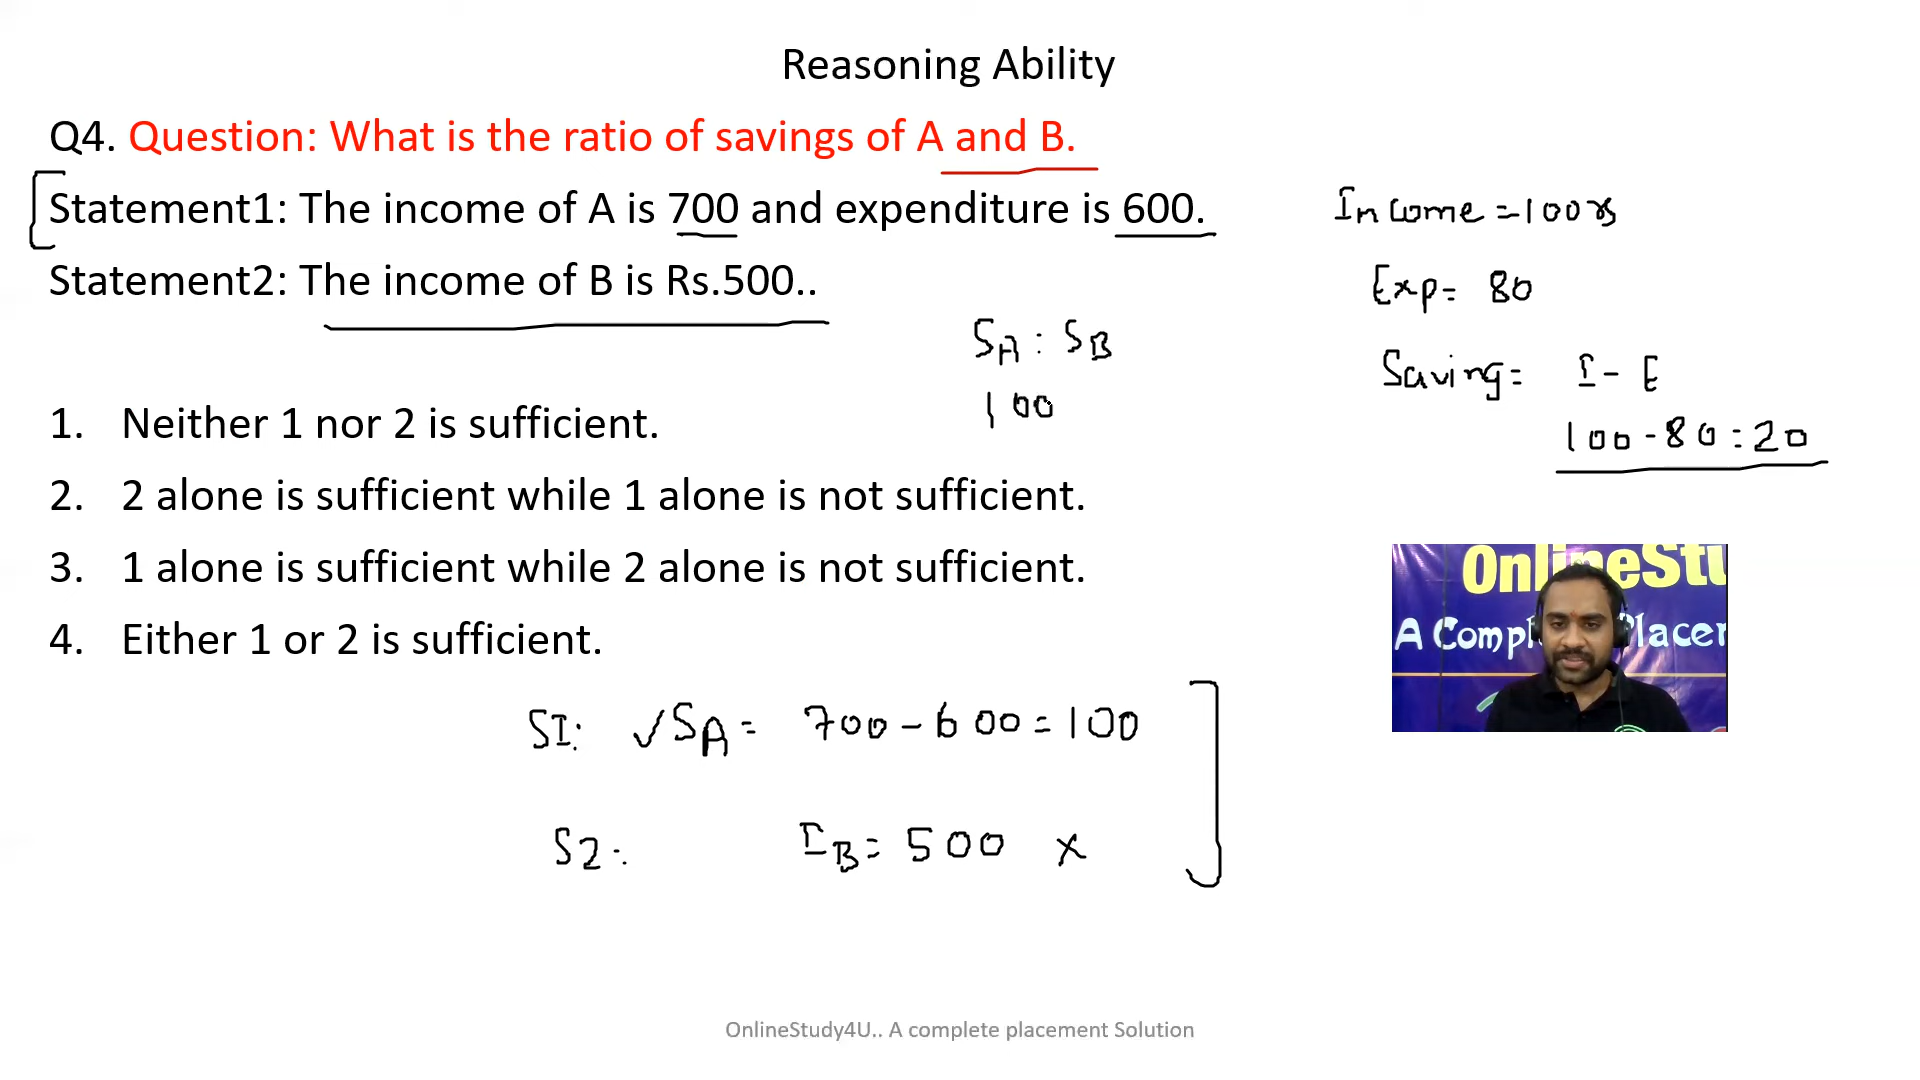 Reasoning Ability
Q4. Question: What is the ratio of savings of A and B.
Statement1: The income of A is 700 and expenditure is 600.
Statement2: The income of B is Rs.500..
1. Neither 1 nor 2 is sufficient.
2. 2 alone is sufficient while 1 alone is not sufficient.
3. 1 alone is sufficient while 2 alone is not sufficient.
4. Either 1 or 2 is sufficient.
SA : SB
100
Income = 100rs
Exp = 80
Saving = I - E
100 - 80 = 20
OnlineStu
A Compl Placer
S1: ✓ SA = 700 - 600 = 100
S2: IB = 500 x
OnlineStudy4U.. A complete placement Solution